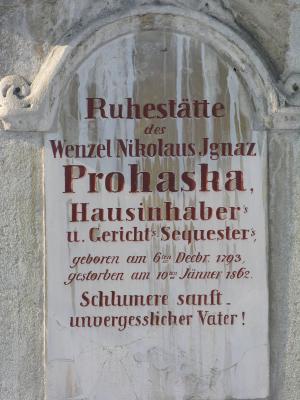 Ruhestätte
des
Wenzel Nikolaus Jgnaz
Prohaska,
Hausinhaber's
u. Gericht's Sequester's,
geboren am 6ten Decbr. 1793,
gestorben am 10ten Jänner 1862.
Schlumere sanft -
unvergesslicher Vater!